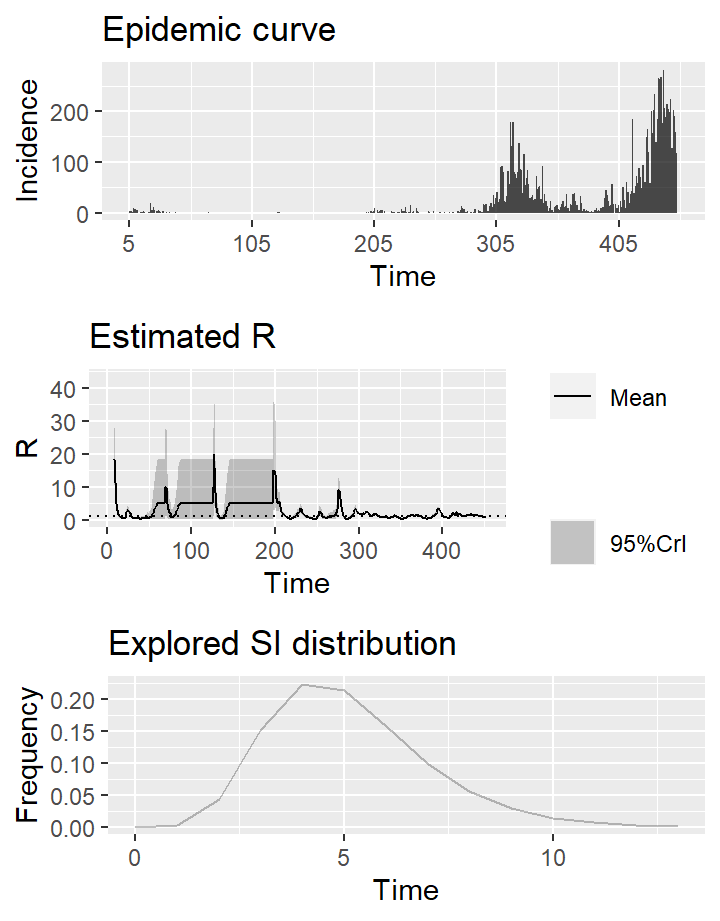 Epidemic curve
Incidence
200
100
0
5 105 205 305 405
Time
Estimated R
R
40
30
20
10
0
0 100 200 300 400
Time
Mean
95%CrI
Explored SI distribution
Frequency
0.20
0.15
0.10
0.05
0.00
0 5 10
Time